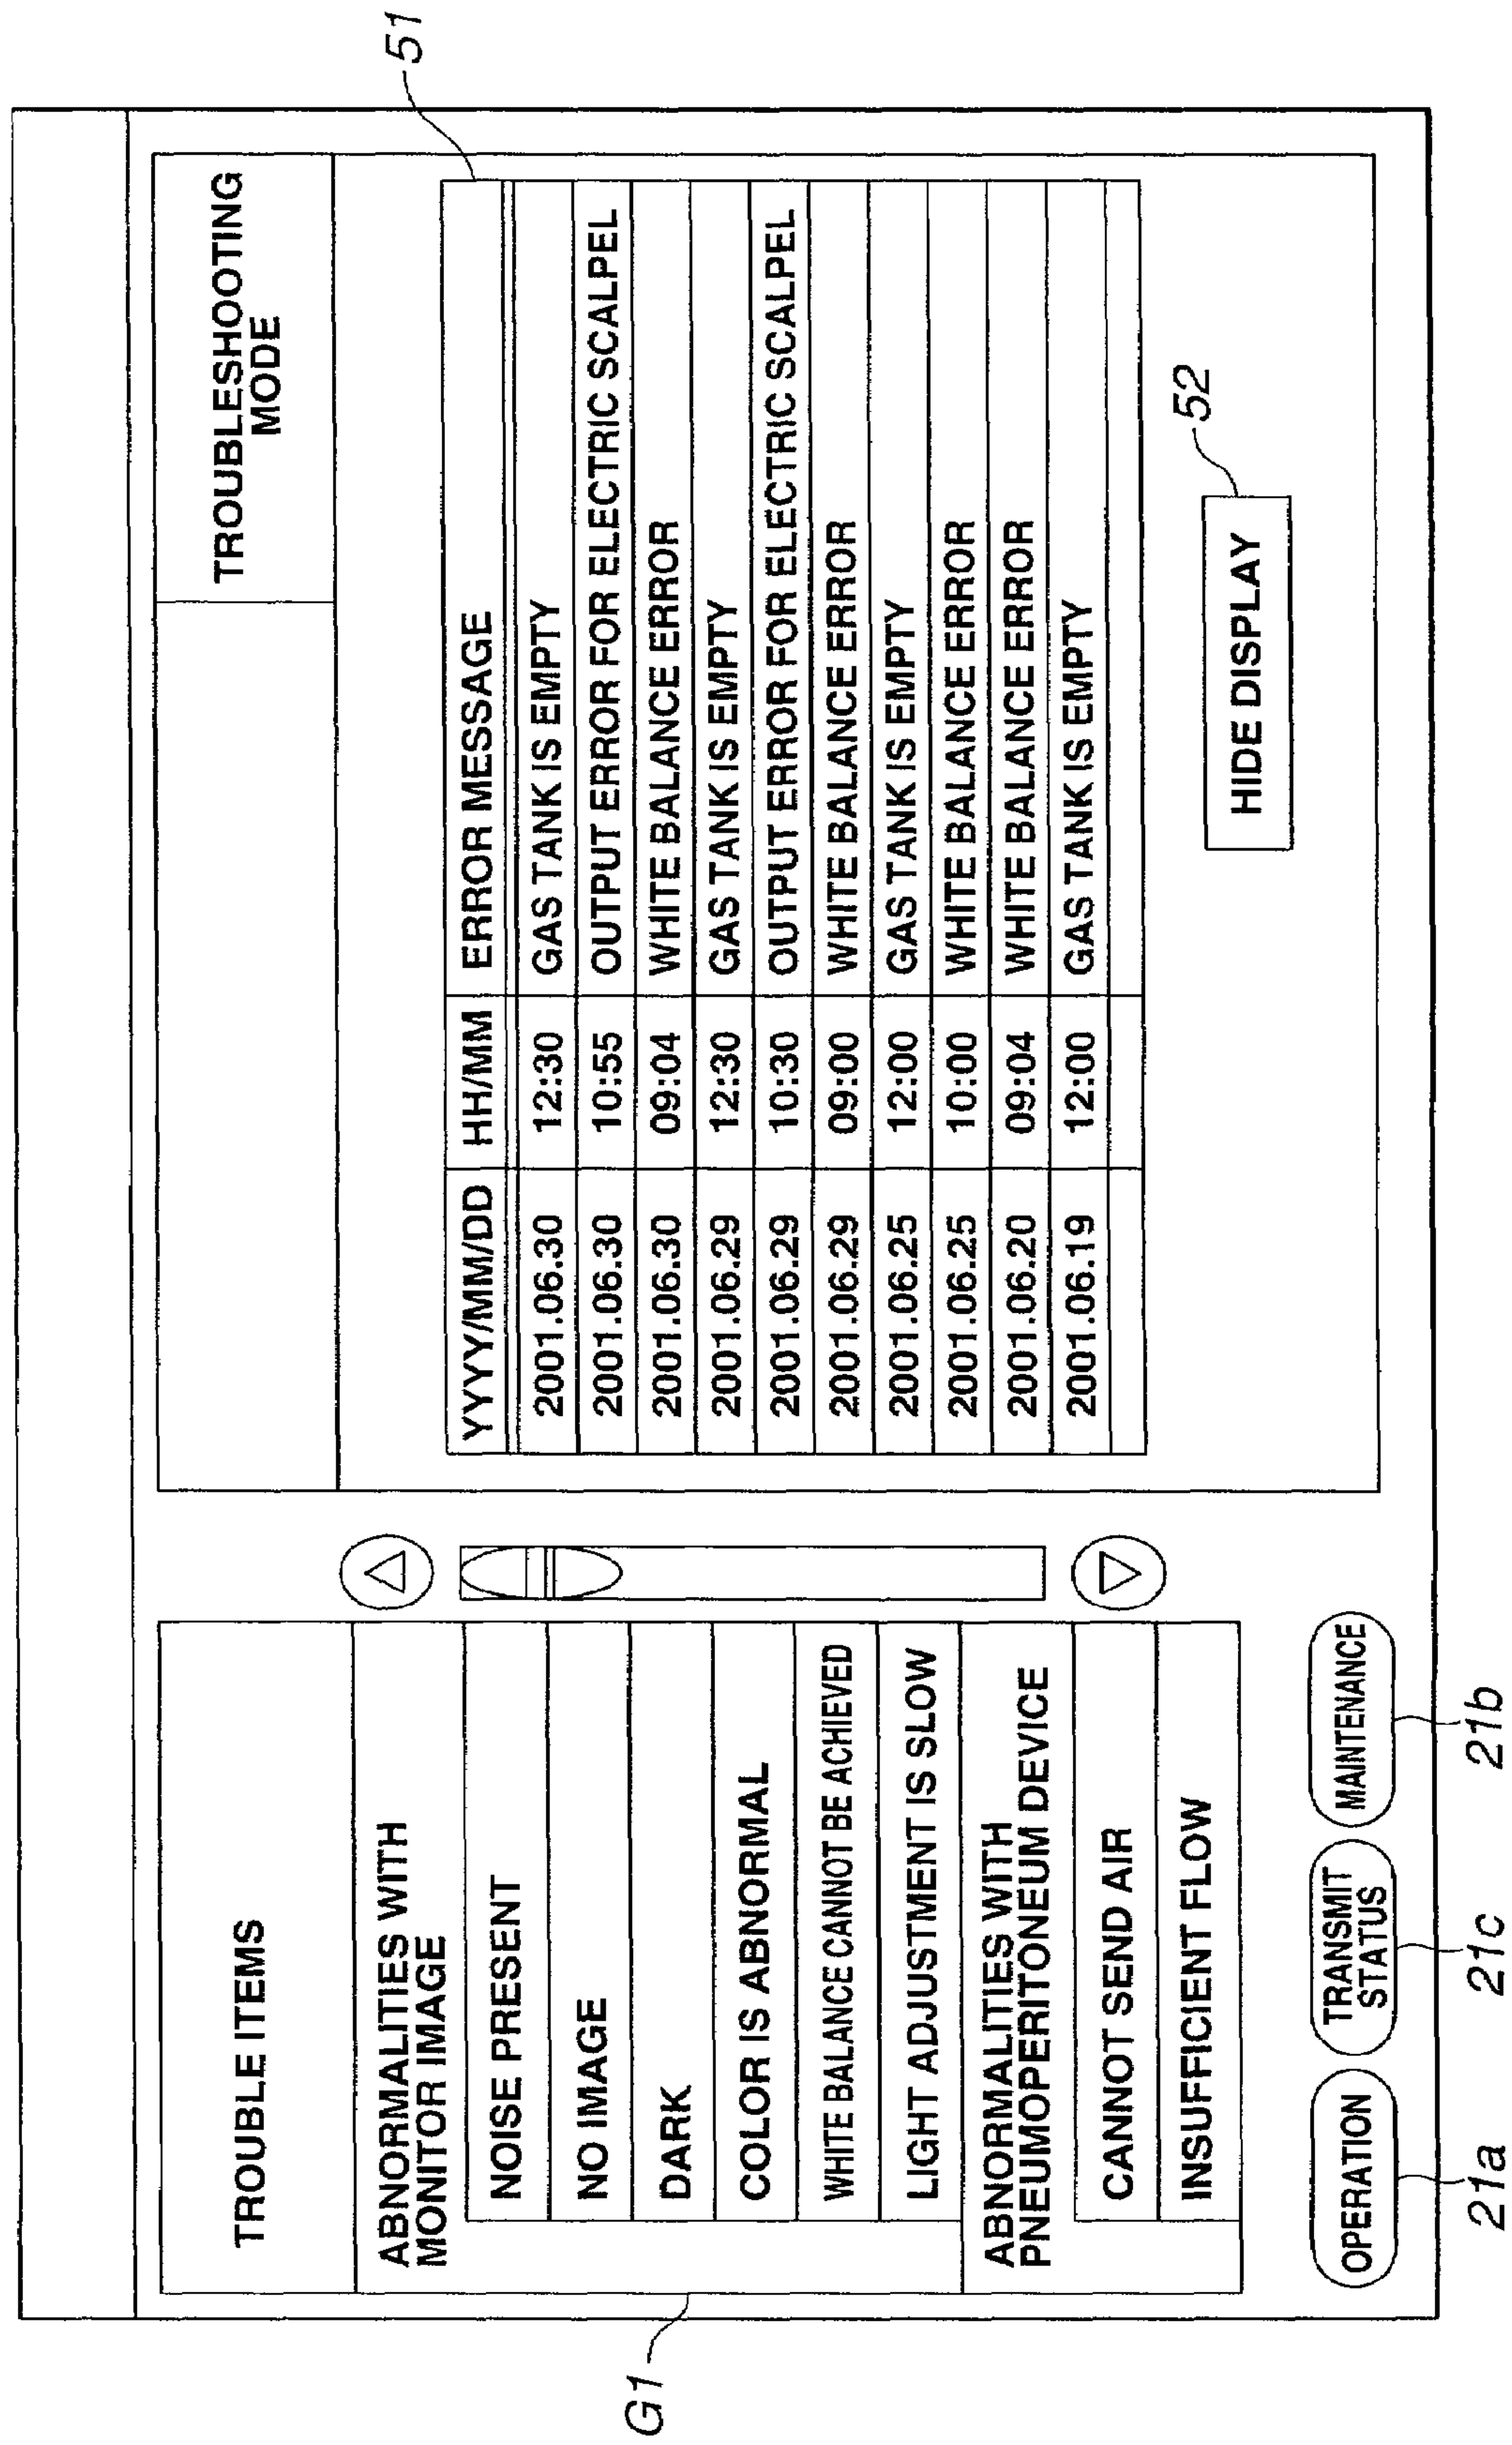 TROUBLESHOOTING
MODE
51
TROUBLE ITEMS
ABNORMALITIES WITH
MONITOR IMAGE
NOISE PRESENT
NO IMAGE
DARK
COLOR IS ABNORMAL
WHITE BALANCE CANNOT BE ACHIEVED
LIGHT ADJUSTMENT IS SLOW
ABNORMALITIES WITH
PNEUMOPERITONEUM DEVICE
CANNOT SEND AIR
INSUFFICIENT FLOW
G1
YYYY/MM/DD HH/MM ERROR MESSAGE
2001.06.30 12:30 GAS TANK IS EMPTY
2001.06.30 10:55 OUTPUT ERROR FOR ELECTRIC SCALPEL
2001.06.30 09:04 WHITE BALANCE ERROR
2001.06.29 12:30 GAS TANK IS EMPTY
2001.06.29 10:30 OUTPUT ERROR FOR ELECTRIC SCALPEL
2001.06.29 09:00 WHITE BALANCE ERROR
2001.06.25 12:00 GAS TANK IS EMPTY
2001.06.25 10:00 WHITE BALANCE ERROR
2001.06.20 09:04 WHITE BALANCE ERROR
2001.06.19 12:00 GAS TANK IS EMPTY
52
HIDE DISPLAY
OPERATION
TRANSMIT
STATUS
MAINTENANCE
21a
21c
21b